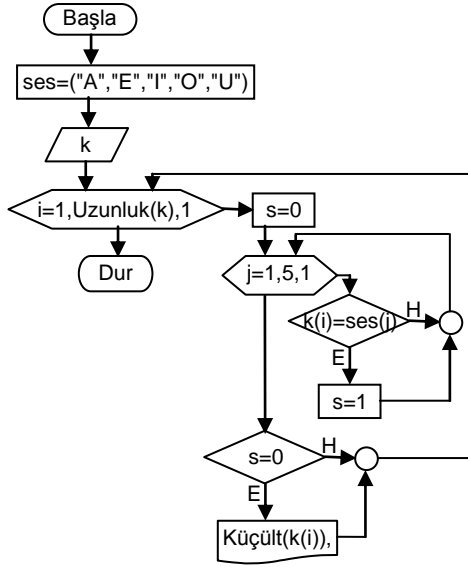 Başla
ses=("A","E","I","O","U")
k
i=1,Uzunluk(k),1
s=0
Dur
j=1,5,1
k(i)=ses(j)
H
E
s=1
s=0
H
E
Küçült(k(i)),